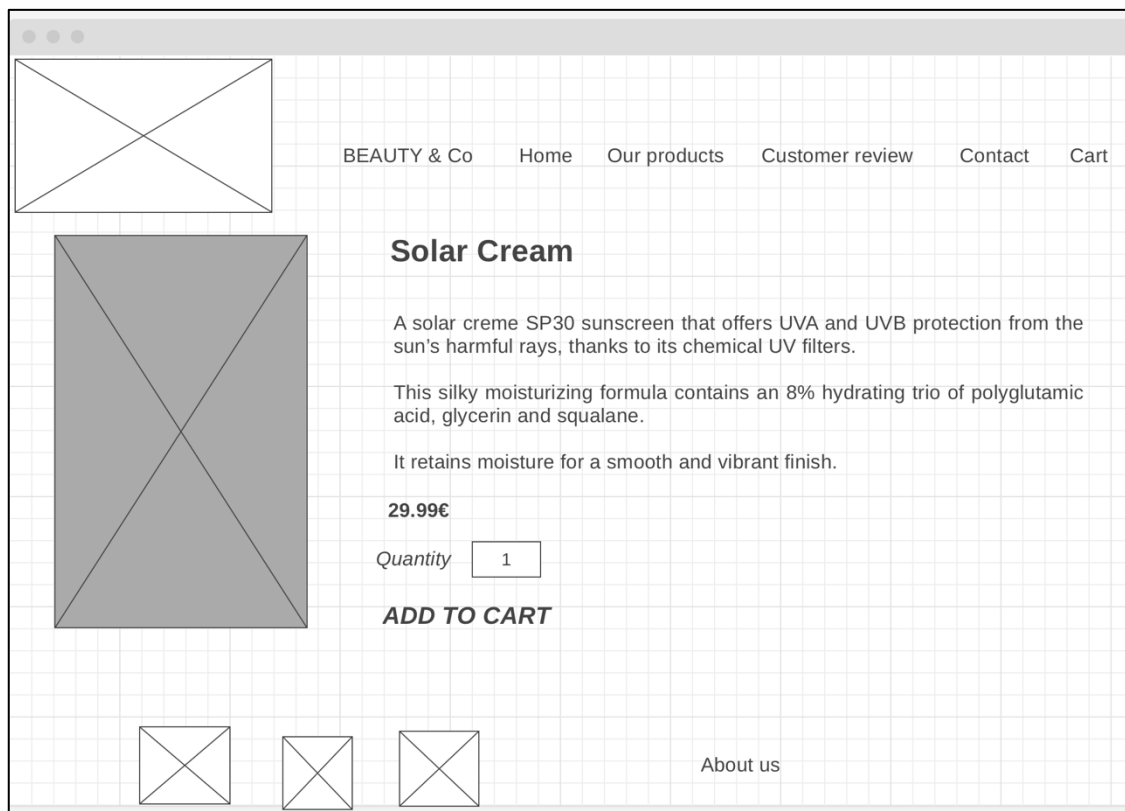 BEAUTY & Co Home Our products Customer review Contact Cart
Solar Cream
A solar creme SP30 sunscreen that offers UVA and UVB protection from the
sun’s harmful rays, thanks to its chemical UV filters.
This silky moisturizing formula contains an 8% hydrating trio of polyglutamic
acid, glycerin and squalane.
It retains moisture for a smooth and vibrant finish.
29.99€
Quantity 1
ADD TO CART
About us